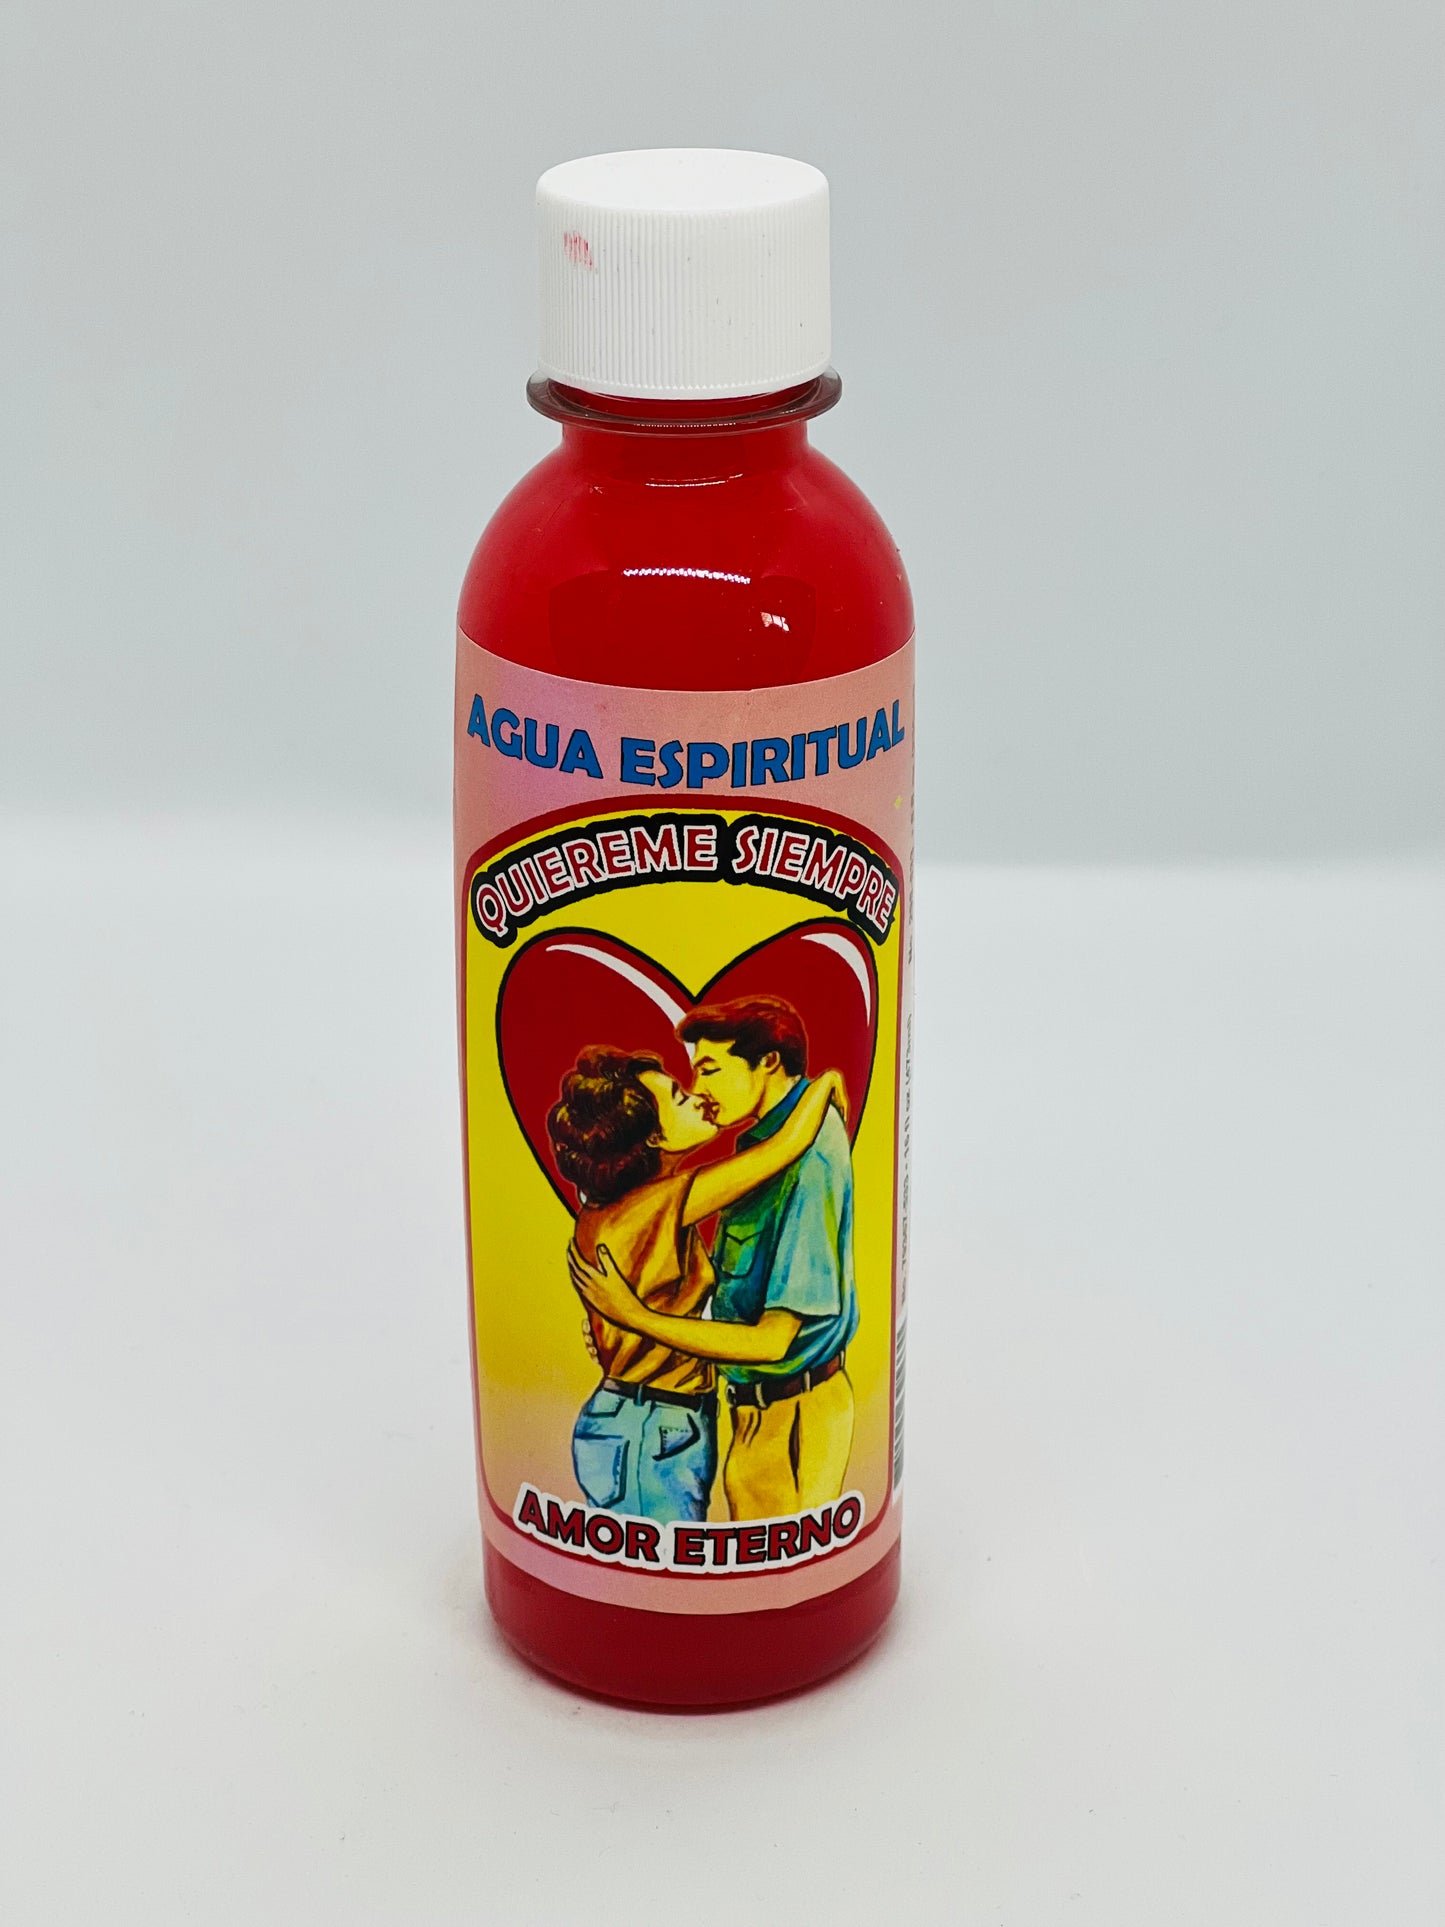 AGUA ESPIRITUAL
QUIEREME SIEMPRE
AMOR ETERNO